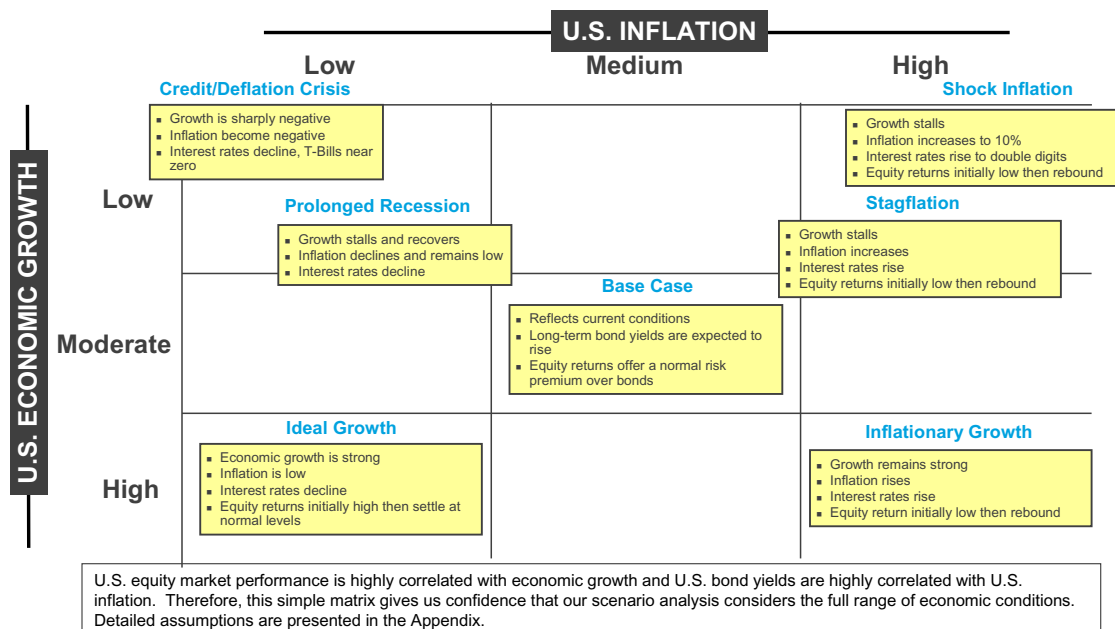 U.S. INFLATION
Low
Medium
High
U.S. ECONOMIC GROWTH
Low
Moderate
High
Credit/Deflation Crisis
▪ Growth is sharply negative
▪ Inflation become negative
▪ Interest rates decline, T-Bills near
zero
Shock Inflation
▪ Growth stalls
▪ Inflation increases to 10%
▪ Interest rates rise to double digits
▪ Equity returns initially low then rebound
Prolonged Recession
▪ Growth stalls and recovers
▪ Inflation declines and remains low
▪ Interest rates decline
Stagflation
▪ Growth stalls
▪ Inflation increases
▪ Interest rates rise
▪ Equity returns initially low then rebound
Base Case
▪ Reflects current conditions
▪ Long-term bond yields are expected to
rise
▪ Equity returns offer a normal risk
premium over bonds
Ideal Growth
▪ Economic growth is strong
▪ Inflation is low
▪ Interest rates decline
▪ Equity returns initially high then settle at
normal levels
Inflationary Growth
▪ Growth remains strong
▪ Inflation rises
▪ Interest rates rise
▪ Equity return initially low then rebound
U.S. equity market performance is highly correlated with economic growth and U.S. bond yields are highly correlated with U.S.
inflation.  Therefore, this simple matrix gives us confidence that our scenario analysis considers the full range of economic conditions.
Detailed assumptions are presented in the Appendix.